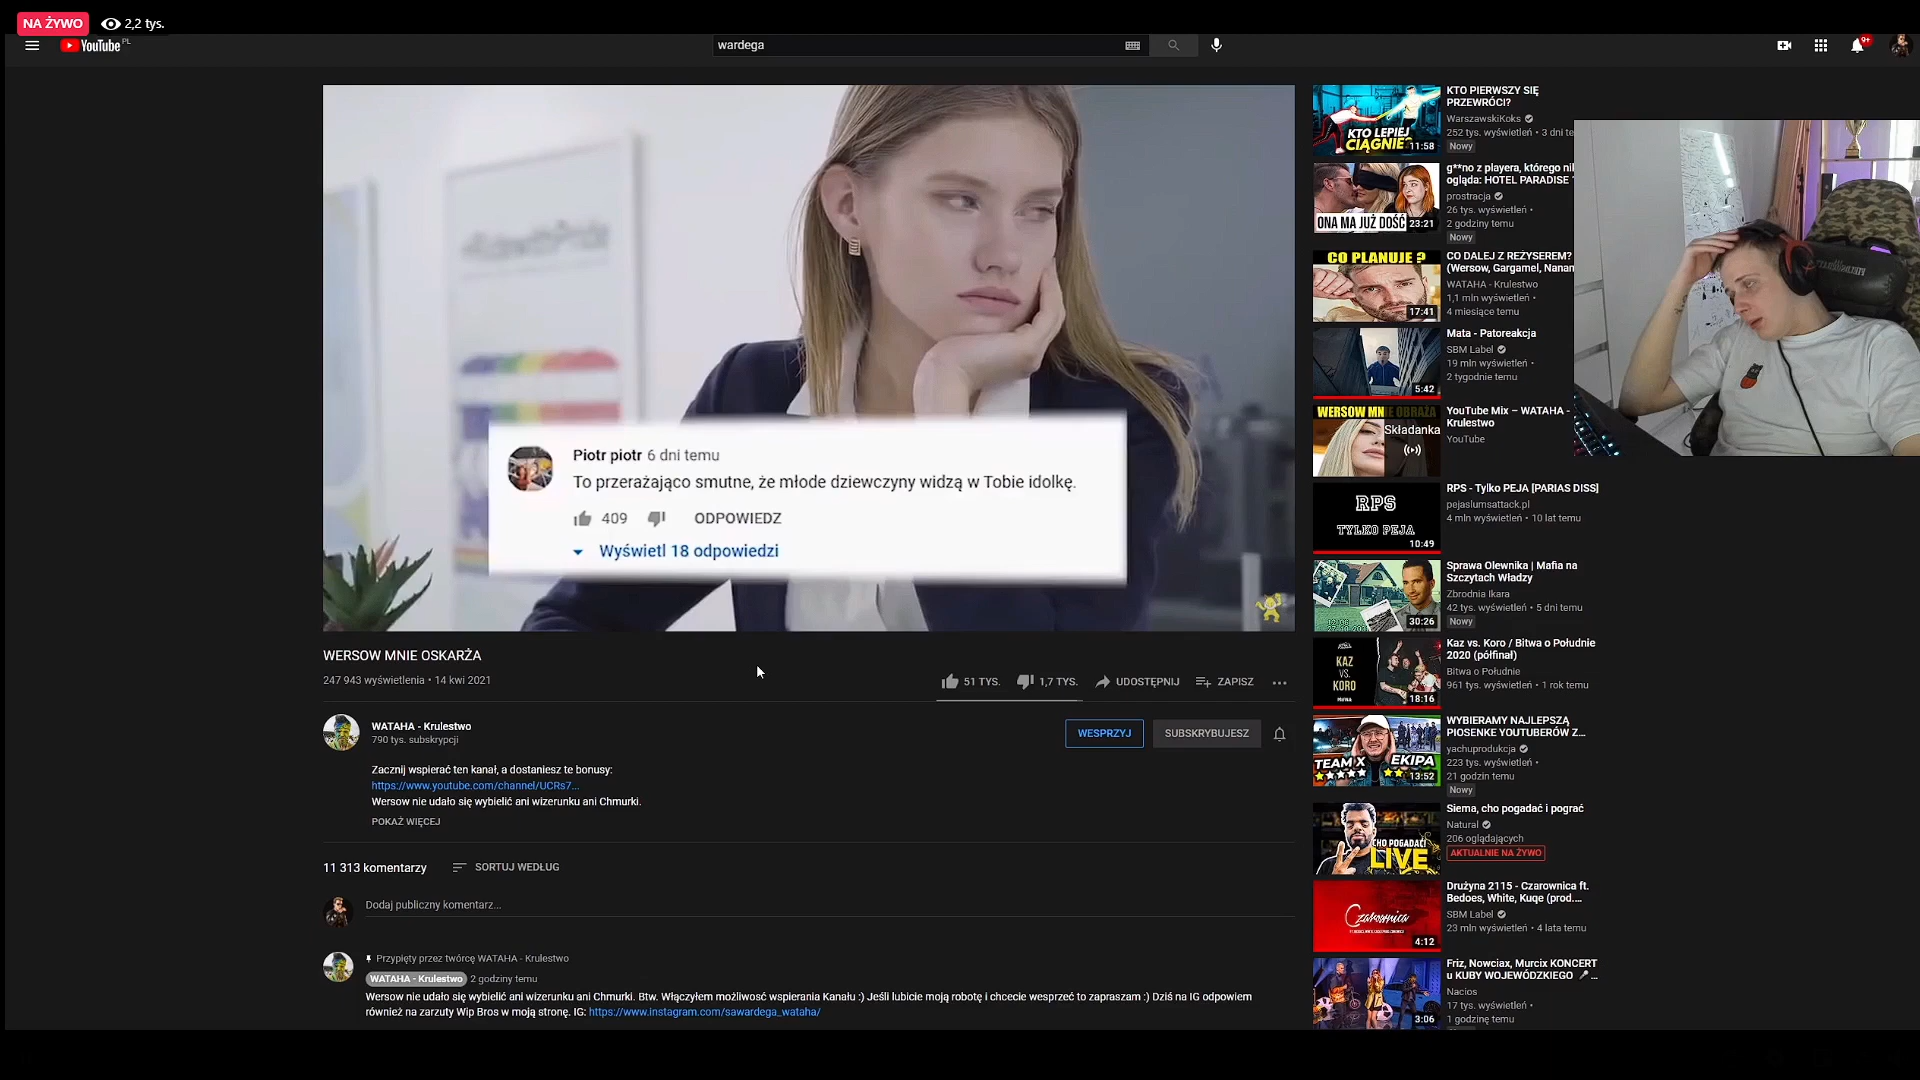 NA ŻYWO 2,2 tys.
YouTube PL
wardega
9+
Piotr piotr 6 dni temu
To przerażająco smutne, że młode dziewczyny widzą w Tobie idolkę.
409 ODPOWIEDZ
Wyświetl 18 odpowiedzi
WERSOW MNIE OSKARŻA
247 943 wyświetlenia • 14 kwi 2021
51 TYS. 1,7 TYS. UDOSTĘPNIJ ZAPISZ
WATAHA - Krulestwo
790 tys. subskrypcji
WESPRZYJ SUBSKRYBUJESZ
Zacznij wspierać ten kanał, a dostaniesz te bonusy:
https://www.youtube.com/channel/UCRs7...
Wersow nie udało się wybielić ani wizerunku ani Chmurki.
POKAŻ WIĘCEJ
11 313 komentarzy SORTUJ WEDŁUG
Dodaj publiczny komentarz...
Przypięty przez twórcę WATAHA - Krulestwo
WATAHA - Krulestwo 2 godziny temu
Wersow nie udało się wybielić ani wizerunku ani Chmurki. Btw. Włączyłem możliwosć wspierania Kanału :) Jeśli lubicie moją robotę i chcecie wesprzeć to zapraszam :) Dziś na IG odpowiem
również na zarzuty Wip Bros w moją stronę. IG: https://www.instagram.com/sawardega_wataha/
KTO LEPIEJ
CIĄGNIE
11:58
KTO PIERWSZY SIĘ
PRZEWRÓCI?
WarszawskiKoks
252 tys. wyświetleń • 3 dni te
Nowy
ONA MA JUŻ DOŚĆ
23:21
g**no z playera, którego nik
ogląda: HOTEL PARADISE
prostracja
26 tys. wyświetleń •
2 godziny temu
Nowy
CO PLANUJE ?
17:41
CO DALEJ Z REŻYSEREM?
(Wersow, Gargamel, Nanan
WATAHA - Krulestwo
1,1 mln wyświetleń •
4 miesiące temu
5:42
Mata - Patoreakcja
SBM Label
19 mln wyświetleń •
2 tygodnie temu
WERSOW MNIE OBRAŻA
Składanka
YouTube Mix – WATAHA -
Krulestwo
YouTube
RPS
TYLKO PEJA
10:49
RPS - Tylko PEJA [PARIAS DISS]
pejaslumsattack.pl
4 mln wyświetleń • 10 lat temu
30:26
Sprawa Olewnika | Mafia na
Szczytach Władzy
Zbrodnia Ikara
42 tys. wyświetleń • 5 dni temu
Nowy
KAZ
VS.
KORO
18:16
Kaz vs. Koro / Bitwa o Południe
2020 (półfinał)
Bitwa o Południe
961 tys. wyświetleń • 1 rok temu
TEAM X EKIPA
13:52
WYBIERAMY NAJLEPSZĄ
PIOSENKE YOUTUBERÓW Z...
yachuprodukcja
223 tys. wyświetleń •
21 godzin temu
Nowy
CHO POGADAĆ!
LIVE
Siema, cho pogadać i pograć
Natural
206 oglądających
AKTUALNIE NA ŻYWO
Czarownica
4:12
Drużyna 2115 - Czarownica ft.
Bedoes, White, Kuqe (prod....
SBM Label
23 mln wyświetleń • 4 lata temu
3:06
Friz, Nowciax, Murcix KONCERT
u KUBY WOJEWÓDZKIEGO 🎤 ...
Nacios
17 tys. wyświetleń •
1 godzinę temu